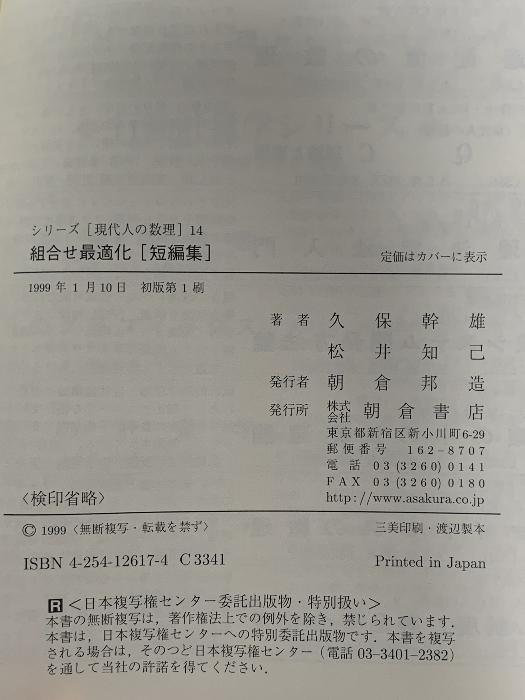 シリーズ［現代人の数理］14
組合せ最適化［短編集］
定価はカバーに表示
1999 年 1 月 10 日　初版第 1 刷
著 者 久保幹雄
松井知己
発行者 朝倉邦造
発行所 株式会社 朝倉書店
東京都新宿区新小川町6-29
郵便番号 162-8707
電話 03(3260)0141
FAX 03(3260)0180
http://www.asakura.co.jp
〈検印省略〉
© 1999〈無断複写・転載を禁ず〉 三美印刷・渡辺製本
ISBN 4-254-12617-4 C3341 Printed in Japan
R ＜日本複写権センター委託出版物・特別扱い＞
本書の無断複写は，著作権法上での例外を除き，禁じられています．
本書は，日本複写権センターへの特別委託出版物です．本書を複写
される場合は，そのつど日本複写権センター（電話 03-3401-2382）
を通して当社の許諾を得てください．